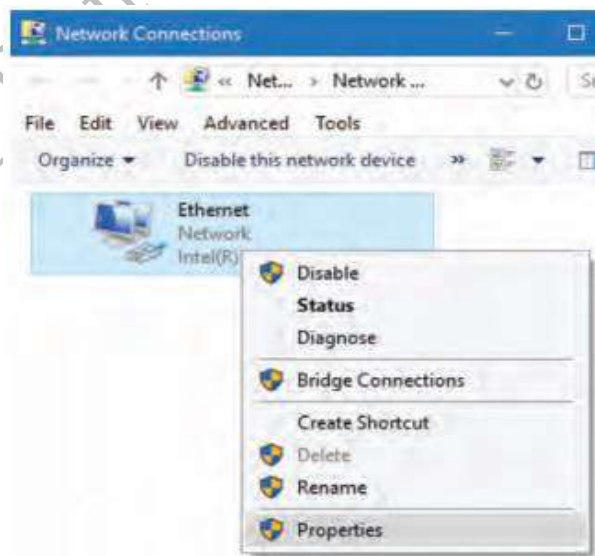 Network Connections
« Net... › Network ...
File Edit View Advanced Tools
Organize Disable this network device »
Ethernet
Network
Intel(R)
Disable
Status
Diagnose
Bridge Connections
Create Shortcut
Delete
Rename
Properties